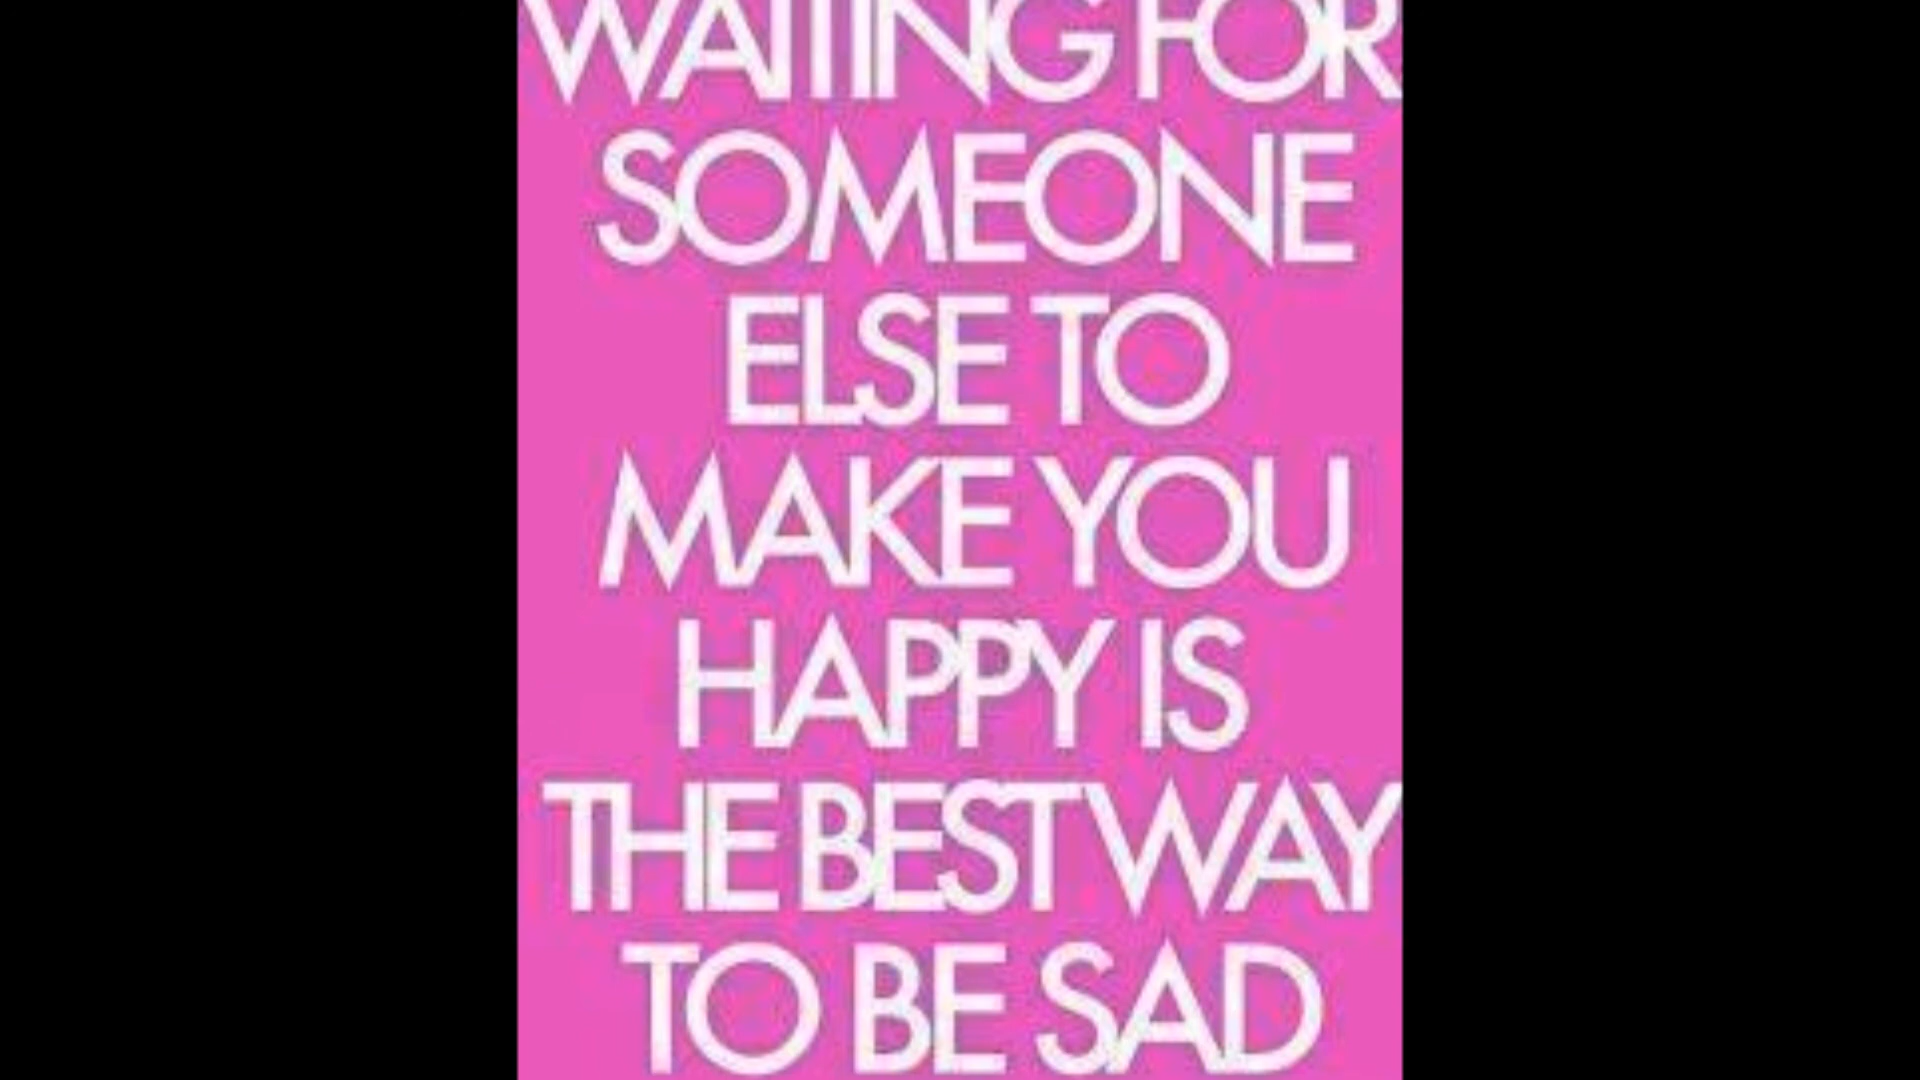 WAITING FOR
SOMEONE
ELSE TO
MAKE YOU
HAPPY IS
THE BEST WAY
TO BE SAD